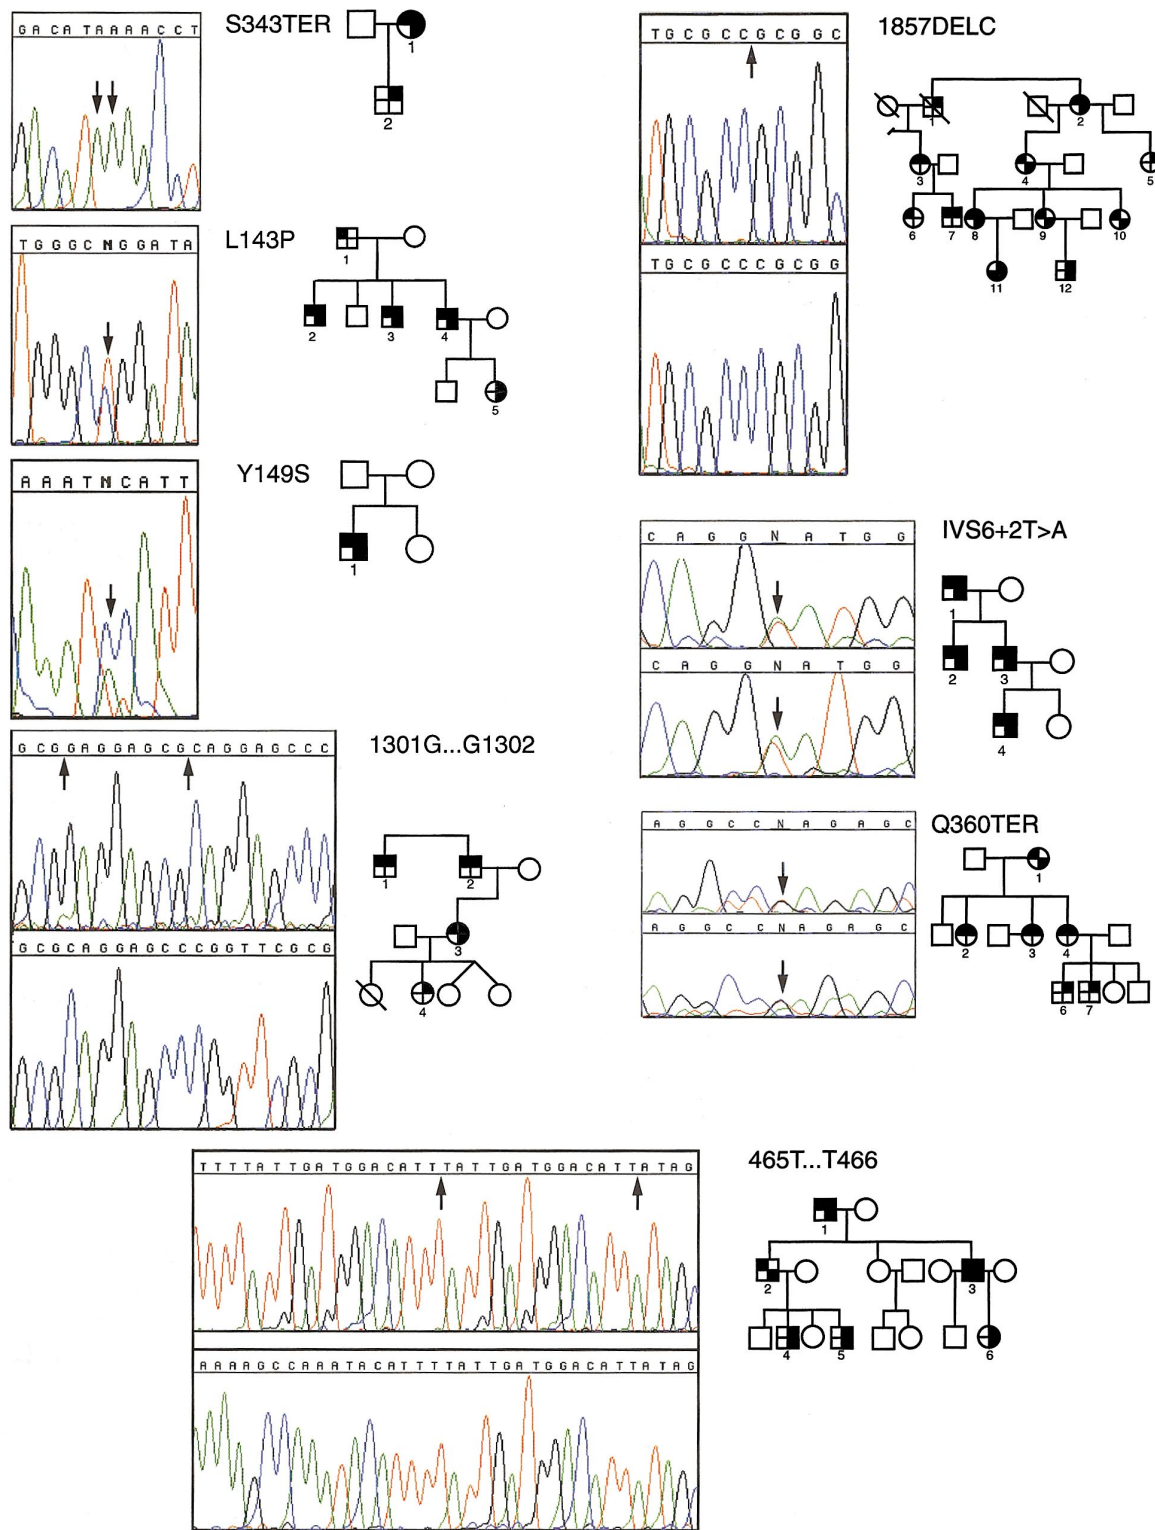 GACATAAAACCT
S343TER
1
2
TGGGCNGGATA
L143P
1
2
3
4
5
AAATNCATT
Y149S
1
GCGGAGGAGCGCAGGAGCCC
1301G...G1302
1
2
3
4
GCGCAGGAGCCCGGTTCGCG
TGCGCCGCGGC
1857DELC
1
2
3
4
5
6
7
8
9
10
11
12
TGCGCCCGCGG
CAGGNATGG
IVS6+2T>A
1
2
3
4
CAGGNATGG
AGGCCNAGAGC
Q360TER
1
2
3
4
6
7
AGGCCNAGAGC
TTTTATTGATGGACATTTATTGATGGACATTATAG
465T...T466
1
2
3
4
5
6
AAAAGCCAAATACATTTTATTGATGGACATTATAG